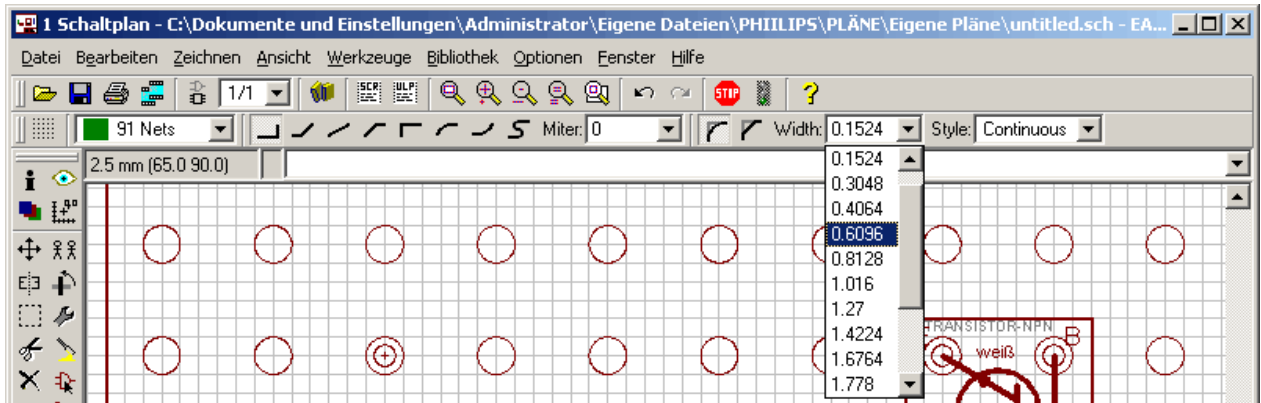 1 Schaltplan - C:\Dokumente und Einstellungen\Administrator\Eigene Dateien\PHIILIPS\PLÄNE\Eigene Pläne\untitled.sch - EA...
Datei Bearbeiten Zeichnen Ansicht Werkzeuge Bibliothek Optionen Fenster Hilfe
1/1 SCR ULP STOP ?
91 Nets Miter: 0 Width: 0.1524 Style: Continuous
2.5 mm (65.0 90.0)
0.1524
0.3048
0.4064
0.6096
0.8128
1.016
1.27
1.4224
1.6764
1.778
TRANSISTOR-NPN
B
weiß